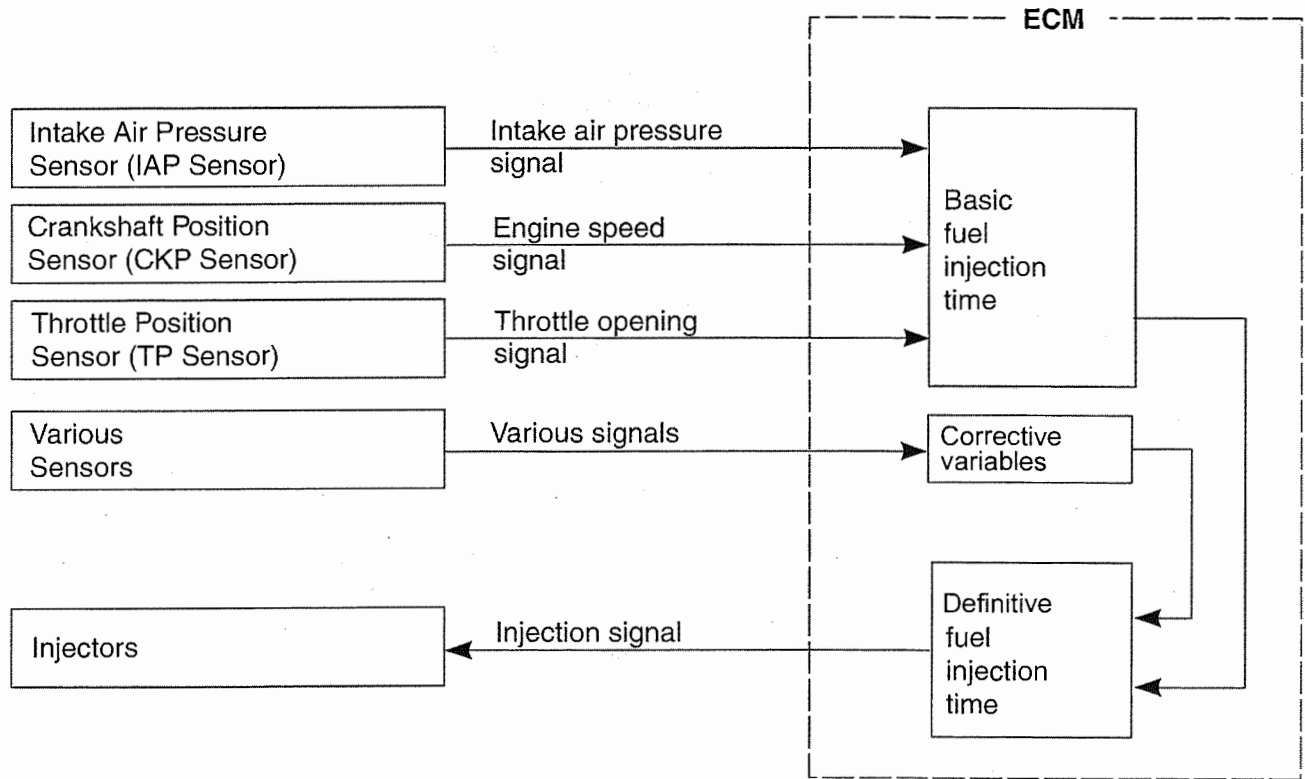 ECM
Intake Air Pressure
Sensor (IAP Sensor)
Intake air pressure
signal
Crankshaft Position
Sensor (CKP Sensor)
Engine speed
signal
Throttle Position
Sensor (TP Sensor)
Throttle opening
signal
Basic
fuel
injection
time
Various
Sensors
Various signals
Corrective
variables
Injectors
Injection signal
Definitive
fuel
injection
time